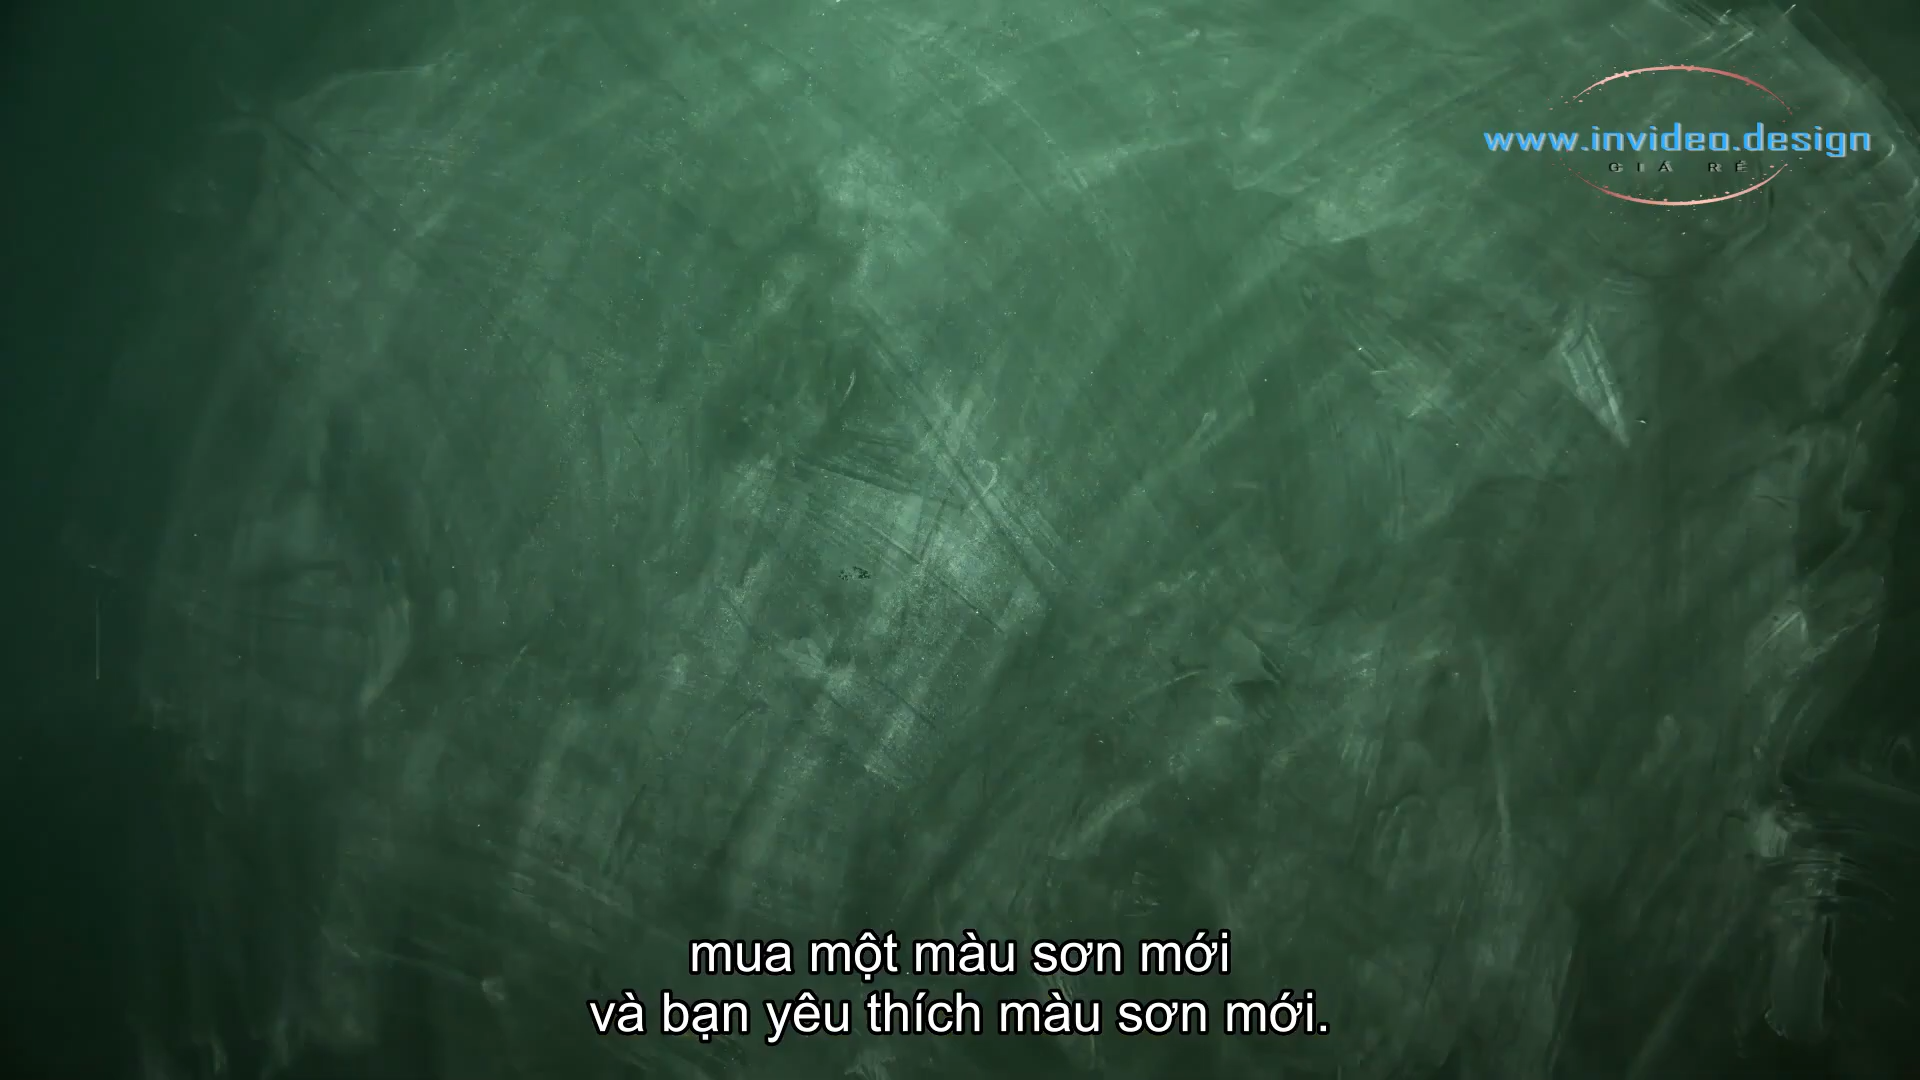 www.invideo.design
GIÁ RẺ
mua một màu sơn mới
và bạn yêu thích màu sơn mới.